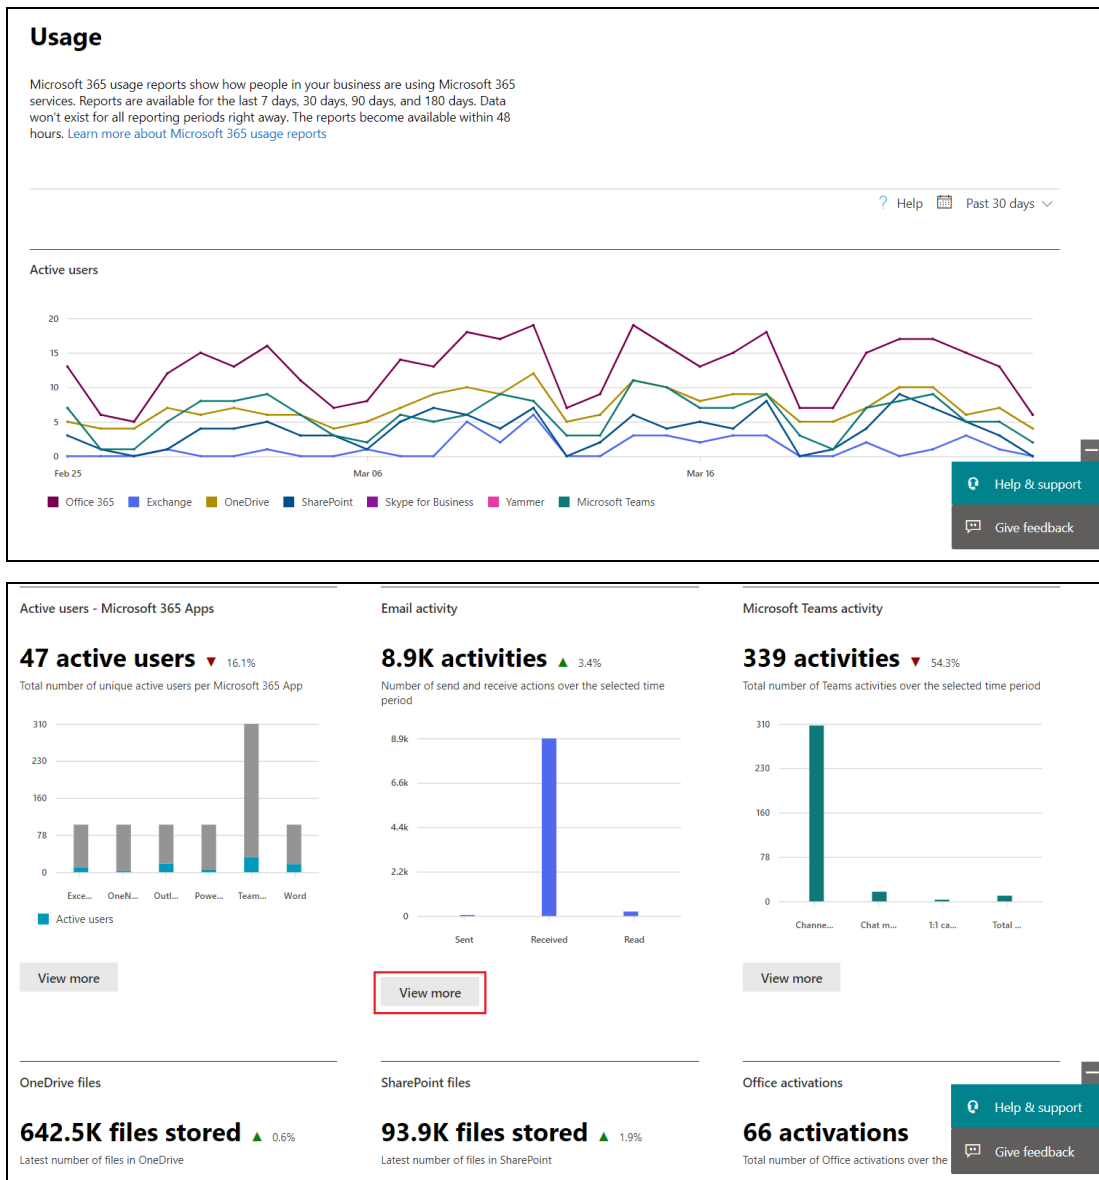 Usage
Microsoft 365 usage reports show how people in your business are using Microsoft 365
services. Reports are available for the last 7 days, 30 days, 90 days, and 180 days. Data
won't exist for all reporting periods right away. The reports become available within 48
hours. Learn more about Microsoft 365 usage reports
? Help Past 30 days
Active users
20
15
10
5
0
Feb 25 Mar 06 Mar 16
Office 365 Exchange OneDrive SharePoint Skype for Business Yammer Microsoft Teams
Help & support
Give feedback
Active users - Microsoft 365 Apps
47 active users ▼ 16.1%
Total number of unique active users per Microsoft 365 App
310
230
160
78
0
Exce... OneN... Outl... Powe... Team... Word
Active users
View more
Email activity
8.9K activities ▲ 3.4%
Number of send and receive actions over the selected time
period
8.9k
6.6k
4.4k
2.2k
0
Sent Received Read
View more
Microsoft Teams activity
339 activities ▼ 54.3%
Total number of Teams activities over the selected time period
310
230
160
78
0
Channe... Chat m... 1:1 ca... Total ...
View more
OneDrive files
642.5K files stored ▲ 0.6%
Latest number of files in OneDrive
SharePoint files
93.9K files stored ▲ 1.9%
Latest number of files in SharePoint
Office activations
66 activations
Total number of Office activations over the
Help & support
Give feedback